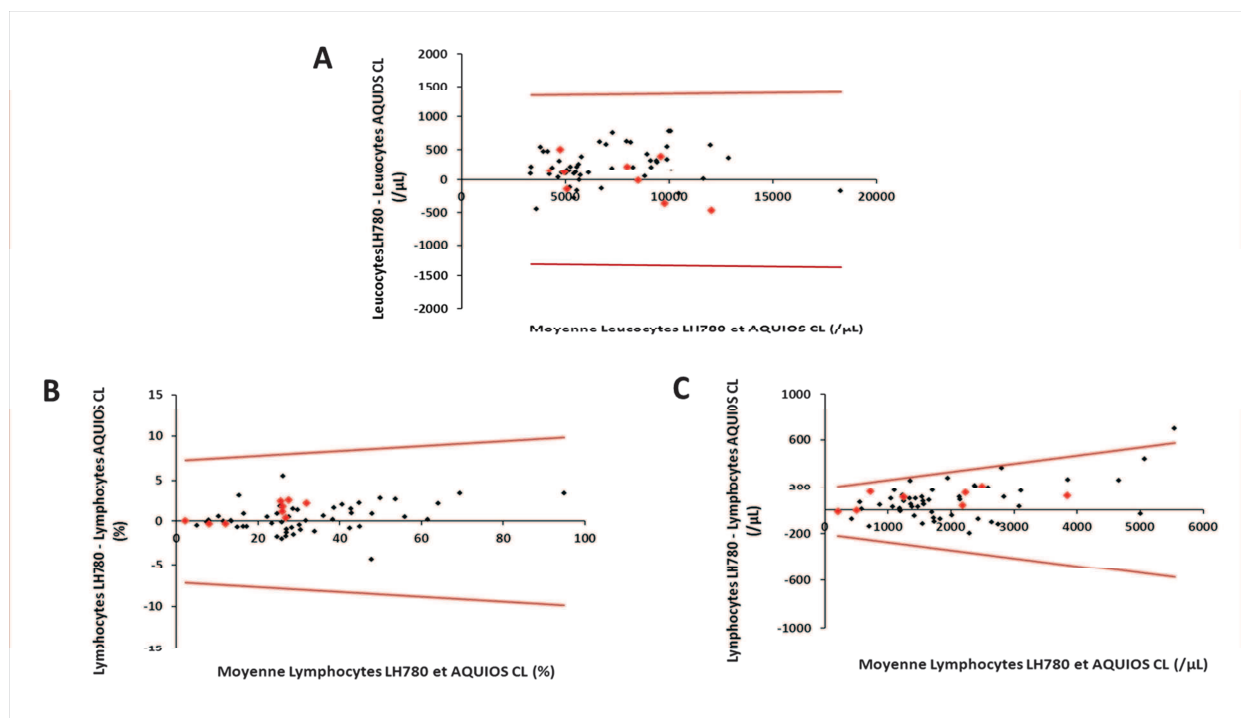 A
LeucocytesLH780 - Leucocytes AQUIOS CL
(/µL)
2000
1500
1000
500
0
-500
-1000
-1500
-2000
0 5000 10000 15000 20000
Moyenne Leucocytes LH780 et AQUIOS CL (/µL)
B
Lymphocytes LH780 - Lymphocytes AQUIOS CL
(%)
15
10
5
0
-5
-10
-15
0 20 40 60 80 100
Moyenne Lymphocytes LH780 et AQUIOS CL (%)
C
Lynphocytes LH780 - Lymphocytes AQUIOS CL
(/µL)
1000
600
-200
-600
-1000
0 1000 2000 3000 4000 5000 6000
Moyenne Lymphocytes LH780 et AQUIOS CL (/µL)